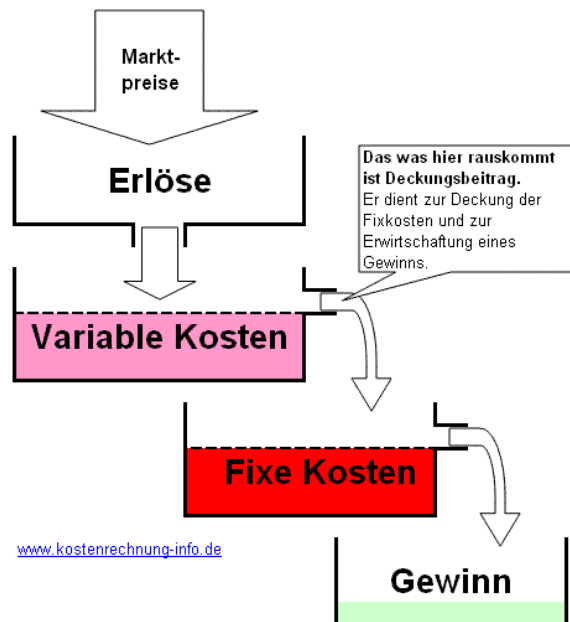 Markt-
preise
Erlöse
Das was hier rauskommt
ist Deckungsbeitrag.
Er dient zur Deckung der
Fixkosten und zur
Erwirtschaftung eines
Gewinns.
Variable Kosten
Fixe Kosten
www.kostenrechnung-info.de
Gewinn